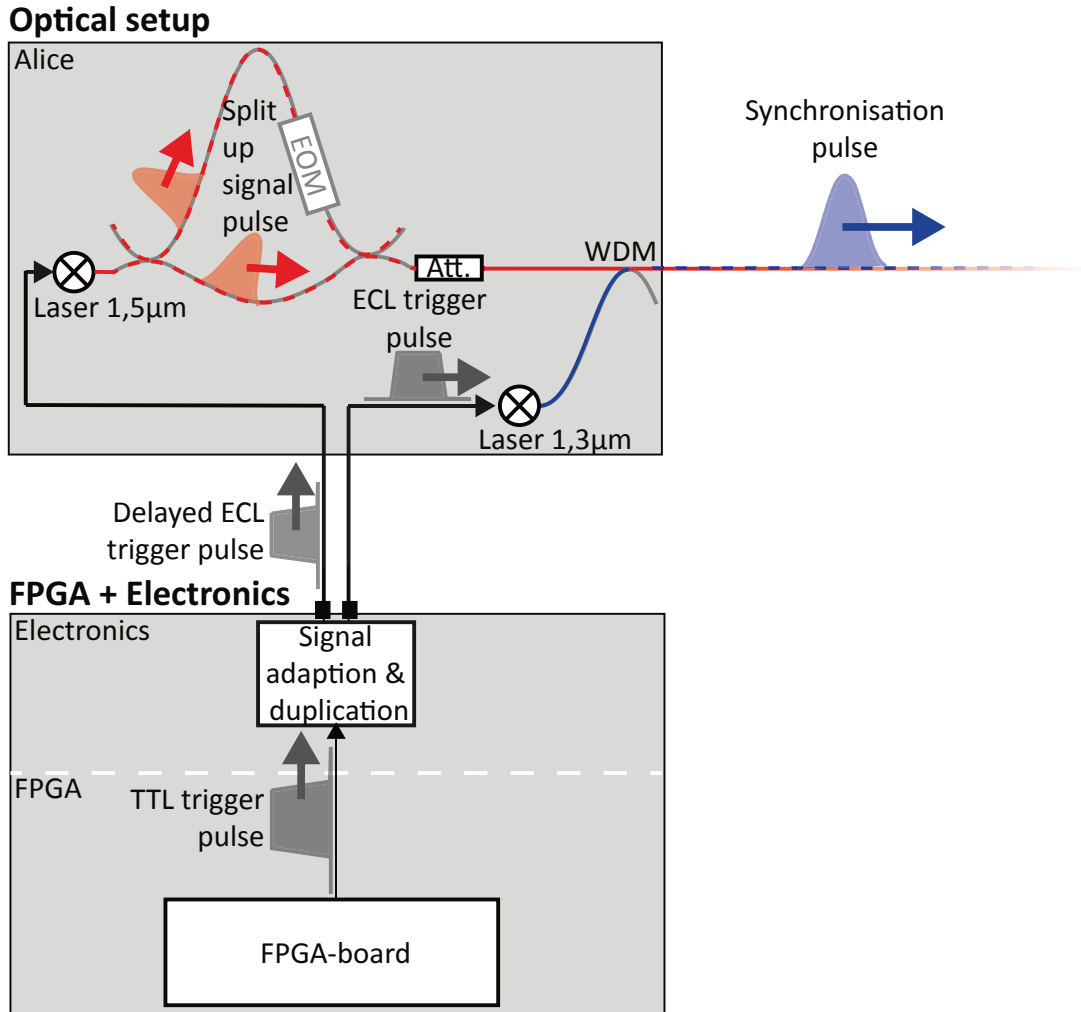 Optical setup
Alice
Split
up
signal
pulse
EOM
Synchronisation
pulse
WDM
Att.
Laser 1,5µm
ECL trigger
pulse
Laser 1,3µm
Delayed ECL
trigger pulse
FPGA + Electronics
Electronics
Signal
adaption &
duplication
FPGA
TTL trigger
pulse
FPGA-board